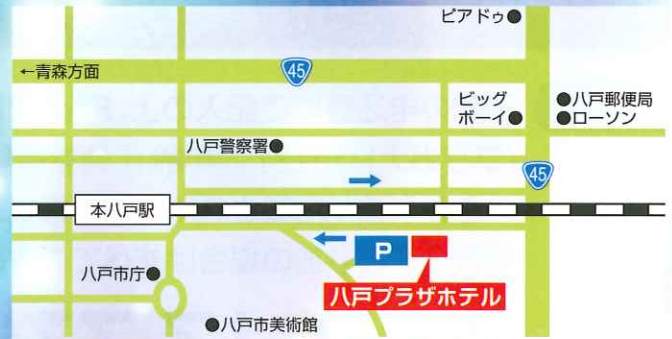 ピアドゥ●
←青森方面
45
ビッグ
ボーイ●
●八戸郵便局
●ローソン
八戸警察署●
45
本八戸駅
P
八戸プラザホテル
八戸市庁●
●八戸市美術館